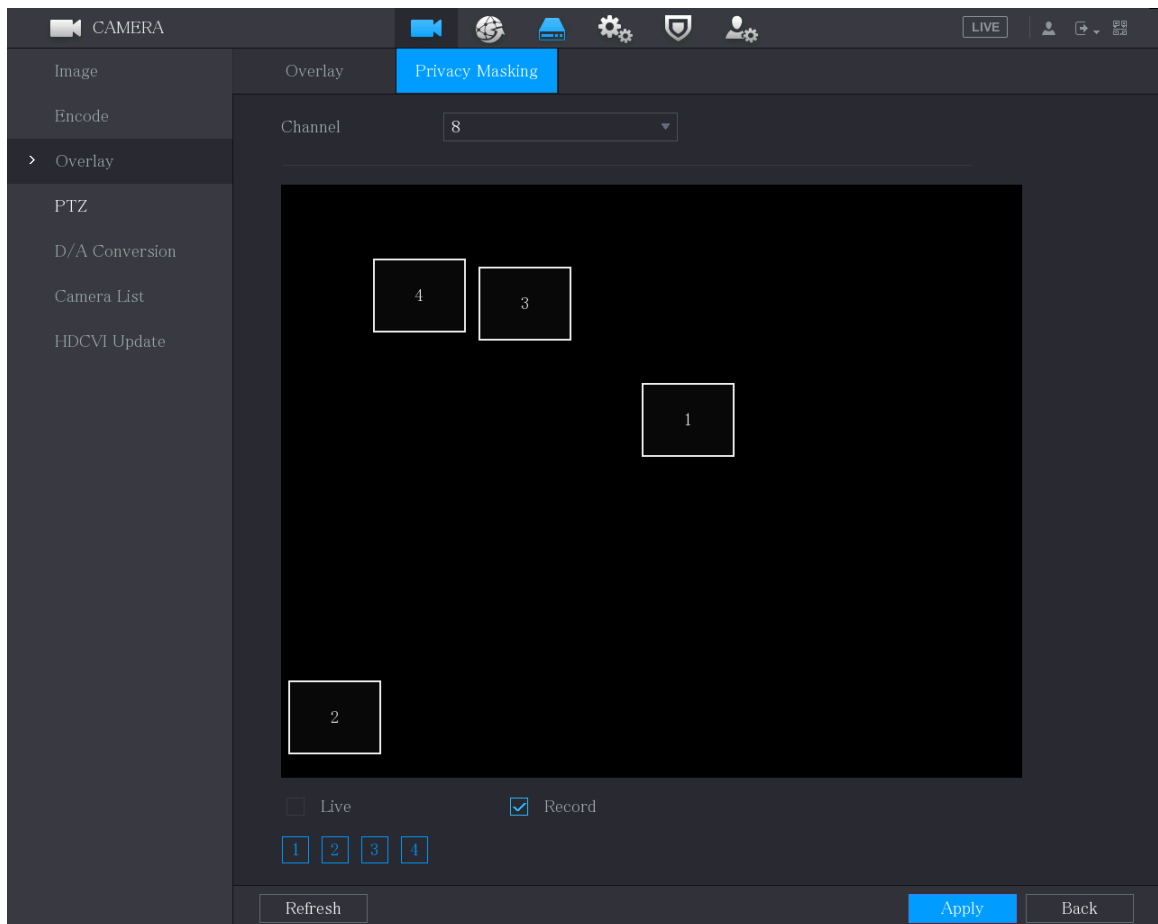 CAMERA
LIVE
Image
Encode
Overlay
PTZ
D/A Conversion
Camera List
HDCVI Update
Overlay
Privacy Masking
Channel
8
4
3
1
2
Live
Record
1
2
3
4
Refresh
Apply
Back